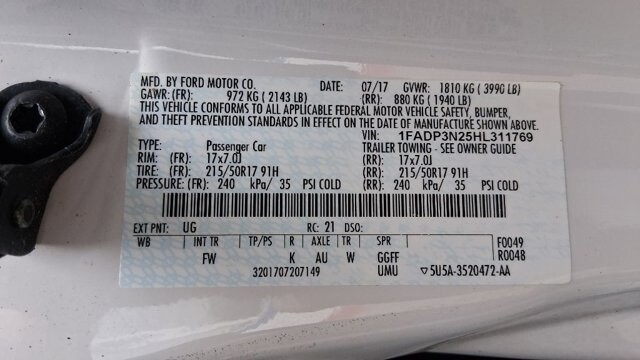 MFD. BY FORD MOTOR CO. DATE: 07/17 GVWR: 1810 KG ( 3990 LB)
GAWR: (FR): 972 KG ( 2143 LB) (RR): 880 KG ( 1940 LB)
THIS VEHICLE CONFORMS TO ALL APPLICABLE FEDERAL MOTOR VEHICLE SAFETY, BUMPER,
AND THEFT PREVENTION STANDARDS IN EFFECT ON THE DATE OF MANUFACTURE SHOWN ABOVE.
VIN: 1FADP3N25HL311769
TYPE: Passenger Car TRAILER TOWING - SEE OWNER GUIDE
RIM: (FR): 17x7.0J (RR): 17x7.0J
TIRE: (FR): 215/50R17 91H (RR): 215/50R17 91H
PRESSURE: (FR): 240 kPa/ 35 PSI COLD (RR): 240 kPa/ 35 PSI COLD
EXT PNT: UG RC: 21 DSO:
WB INT TR TP/PS R AXLE TR SPR F0049
FW K AU W GGFF R0048
3201707207149 UMU ▽5U5A-3520472-AA